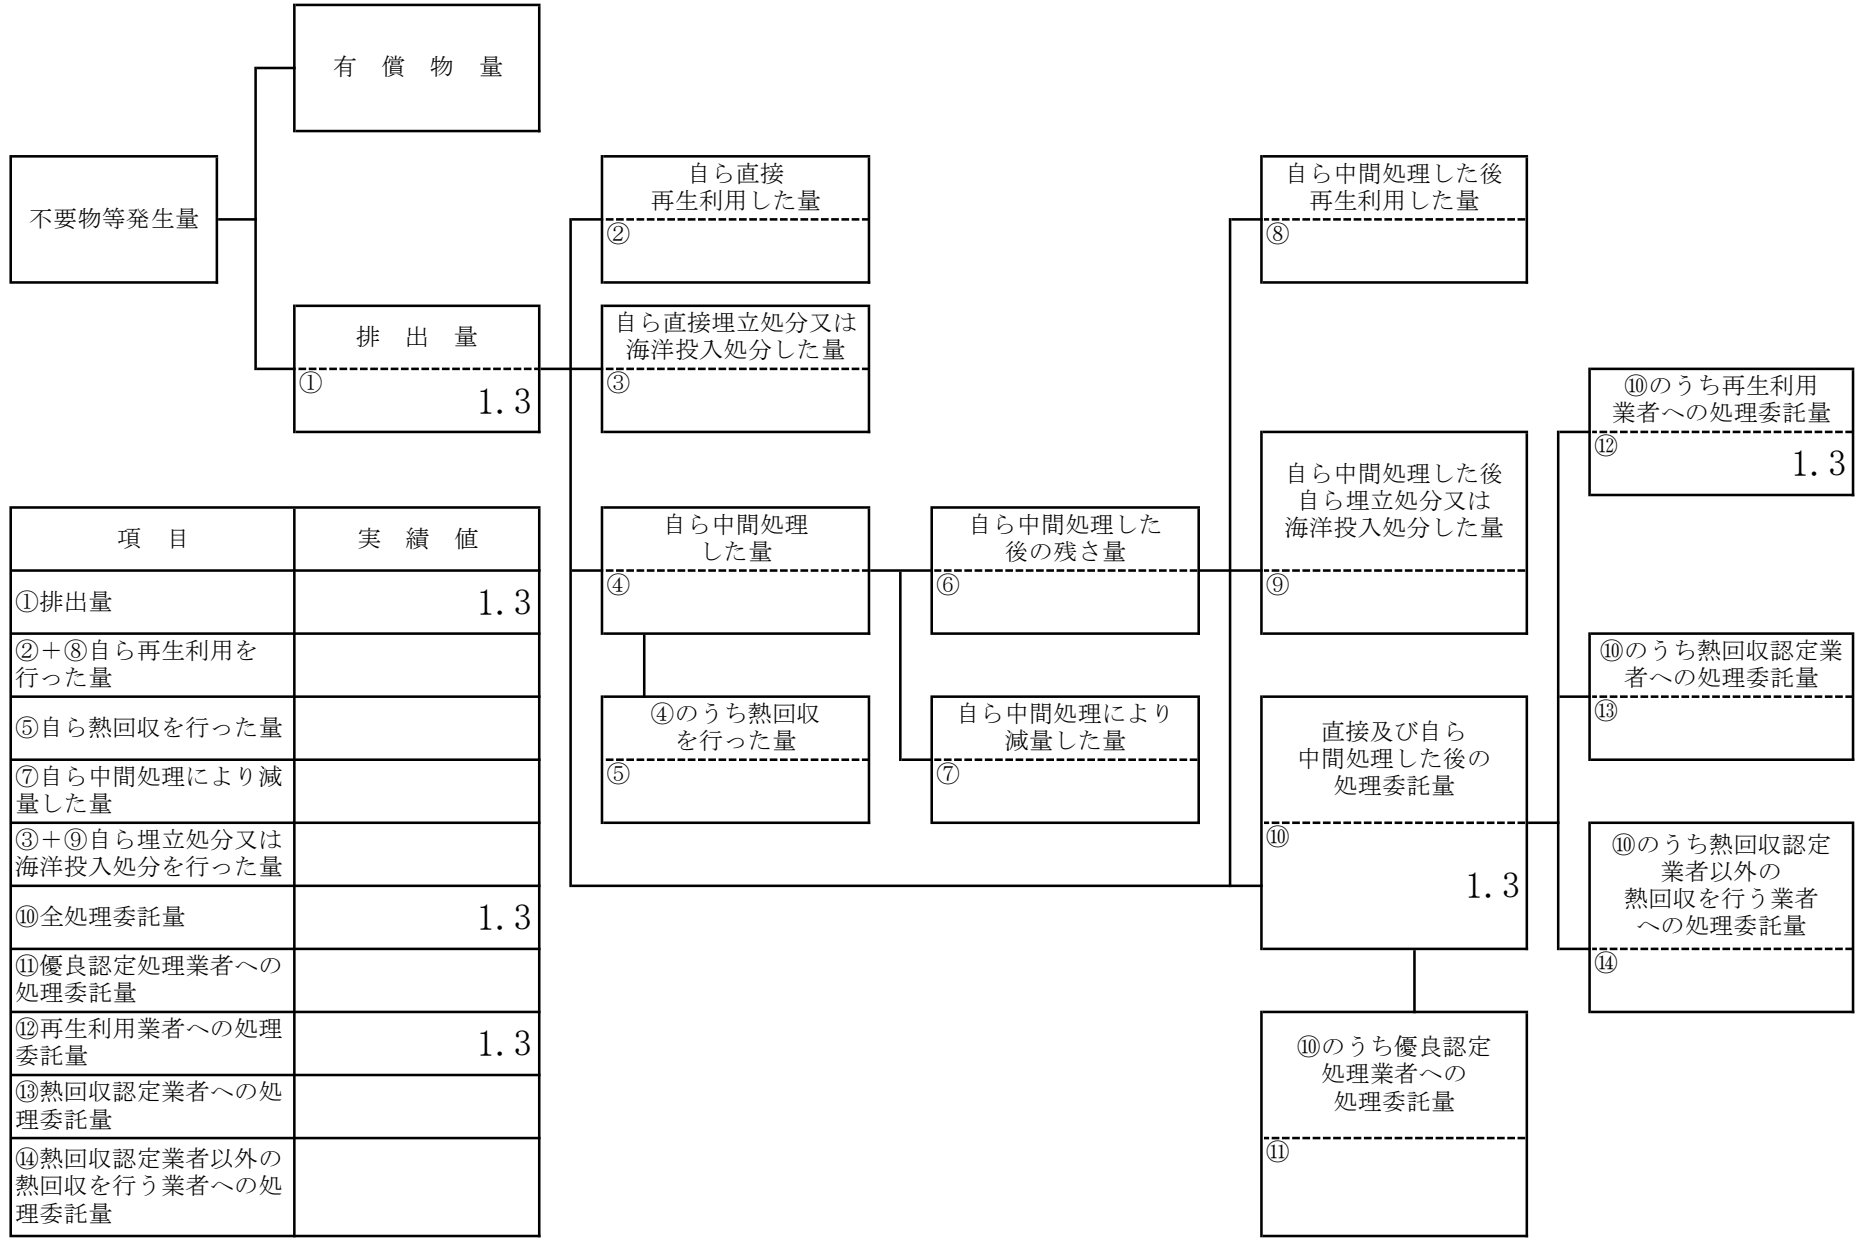 有　償　物　量
不要物等発生量
排　出　量
①
1.3
自ら直接
再生利用した量
②
自ら直接埋立処分又は
海洋投入処分した量
③
自ら中間処理
した量
④
④のうち熱回収
を行った量
⑤
自ら中間処理した
後の残さ量
⑥
自ら中間処理により
減量した量
⑦
自ら中間処理した後
再生利用した量
⑧
自ら中間処理した後
自ら埋立処分又は
海洋投入処分した量
⑨
直接及び自ら
中間処理した後の
処理委託量
⑩
1.3
⑩のうち優良認定
処理業者への
処理委託量
⑪
⑩のうち再生利用
業者への処理委託量
⑫
1.3
⑩のうち熱回収認定業
者への処理委託量
⑬
⑩のうち熱回収認定
業者以外の
熱回収を行う業者
への処理委託量
⑭
項　目　実　績　値
①排出量　1.3
②＋⑧自ら再生利用を
行った量
⑤自ら熱回収を行った量
⑦自ら中間処理により減
量した量
③＋⑨自ら埋立処分又は
海洋投入処分を行った量
⑩全処理委託量　1.3
⑪優良認定処理業者への
処理委託量
⑫再生利用業者への処理
委託量　1.3
⑬熱回収認定業者への処
理委託量
⑭熱回収認定業者以外の
熱回収を行う業者への処
理委託量